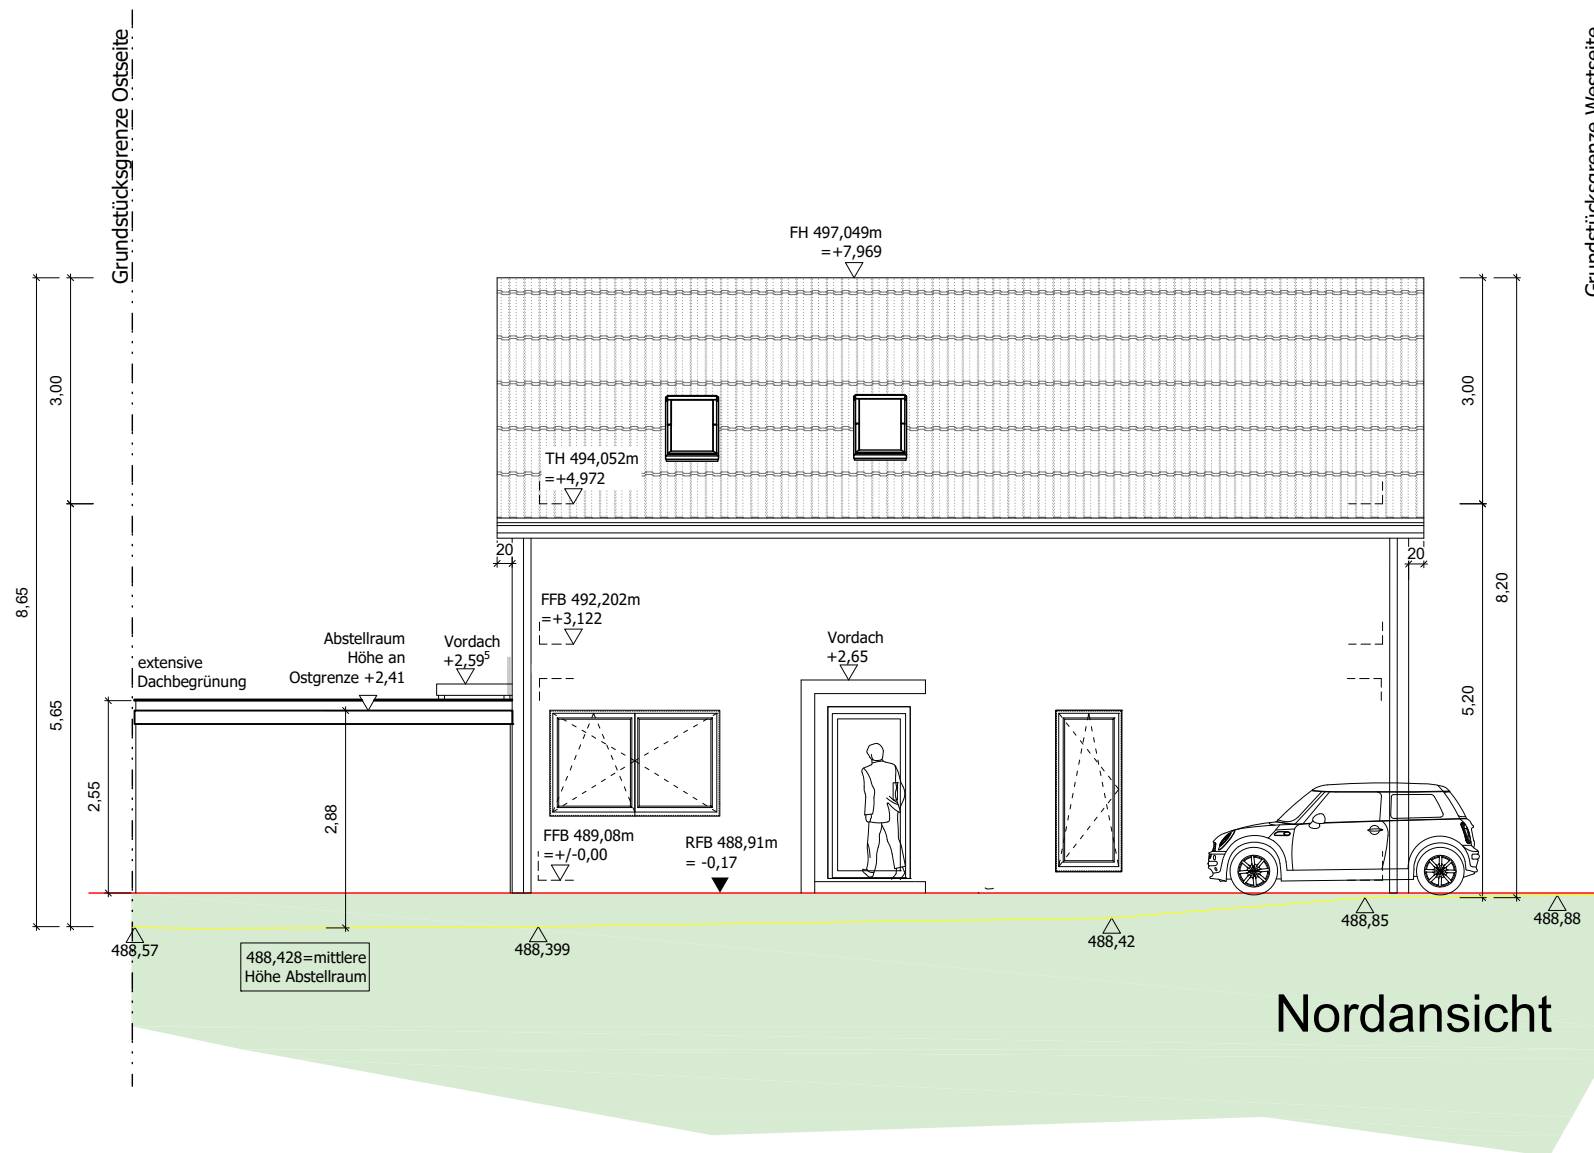 Grundstücksgrenze Ostseite
Grundstücksgrenze Westseite
FH 497,049m
=+7,969
3,00
3,00
TH 494,052m
=+4,972
20
20
8,65
8,20
FFB 492,202m
=+3,122
Abstellraum
Höhe an
Ostgrenze +2,41
Vordach
+2,59⁵
Vordach
+2,65
extensive
Dachbegrünung
5,65
5,20
2,55
2,88
FFB 489,08m
=+/-0,00
RFB 488,91m
= -0,17
488,57
488,428=mittlere
Höhe Abstellraum
488,399
488,42
488,85
488,88
Nordansicht